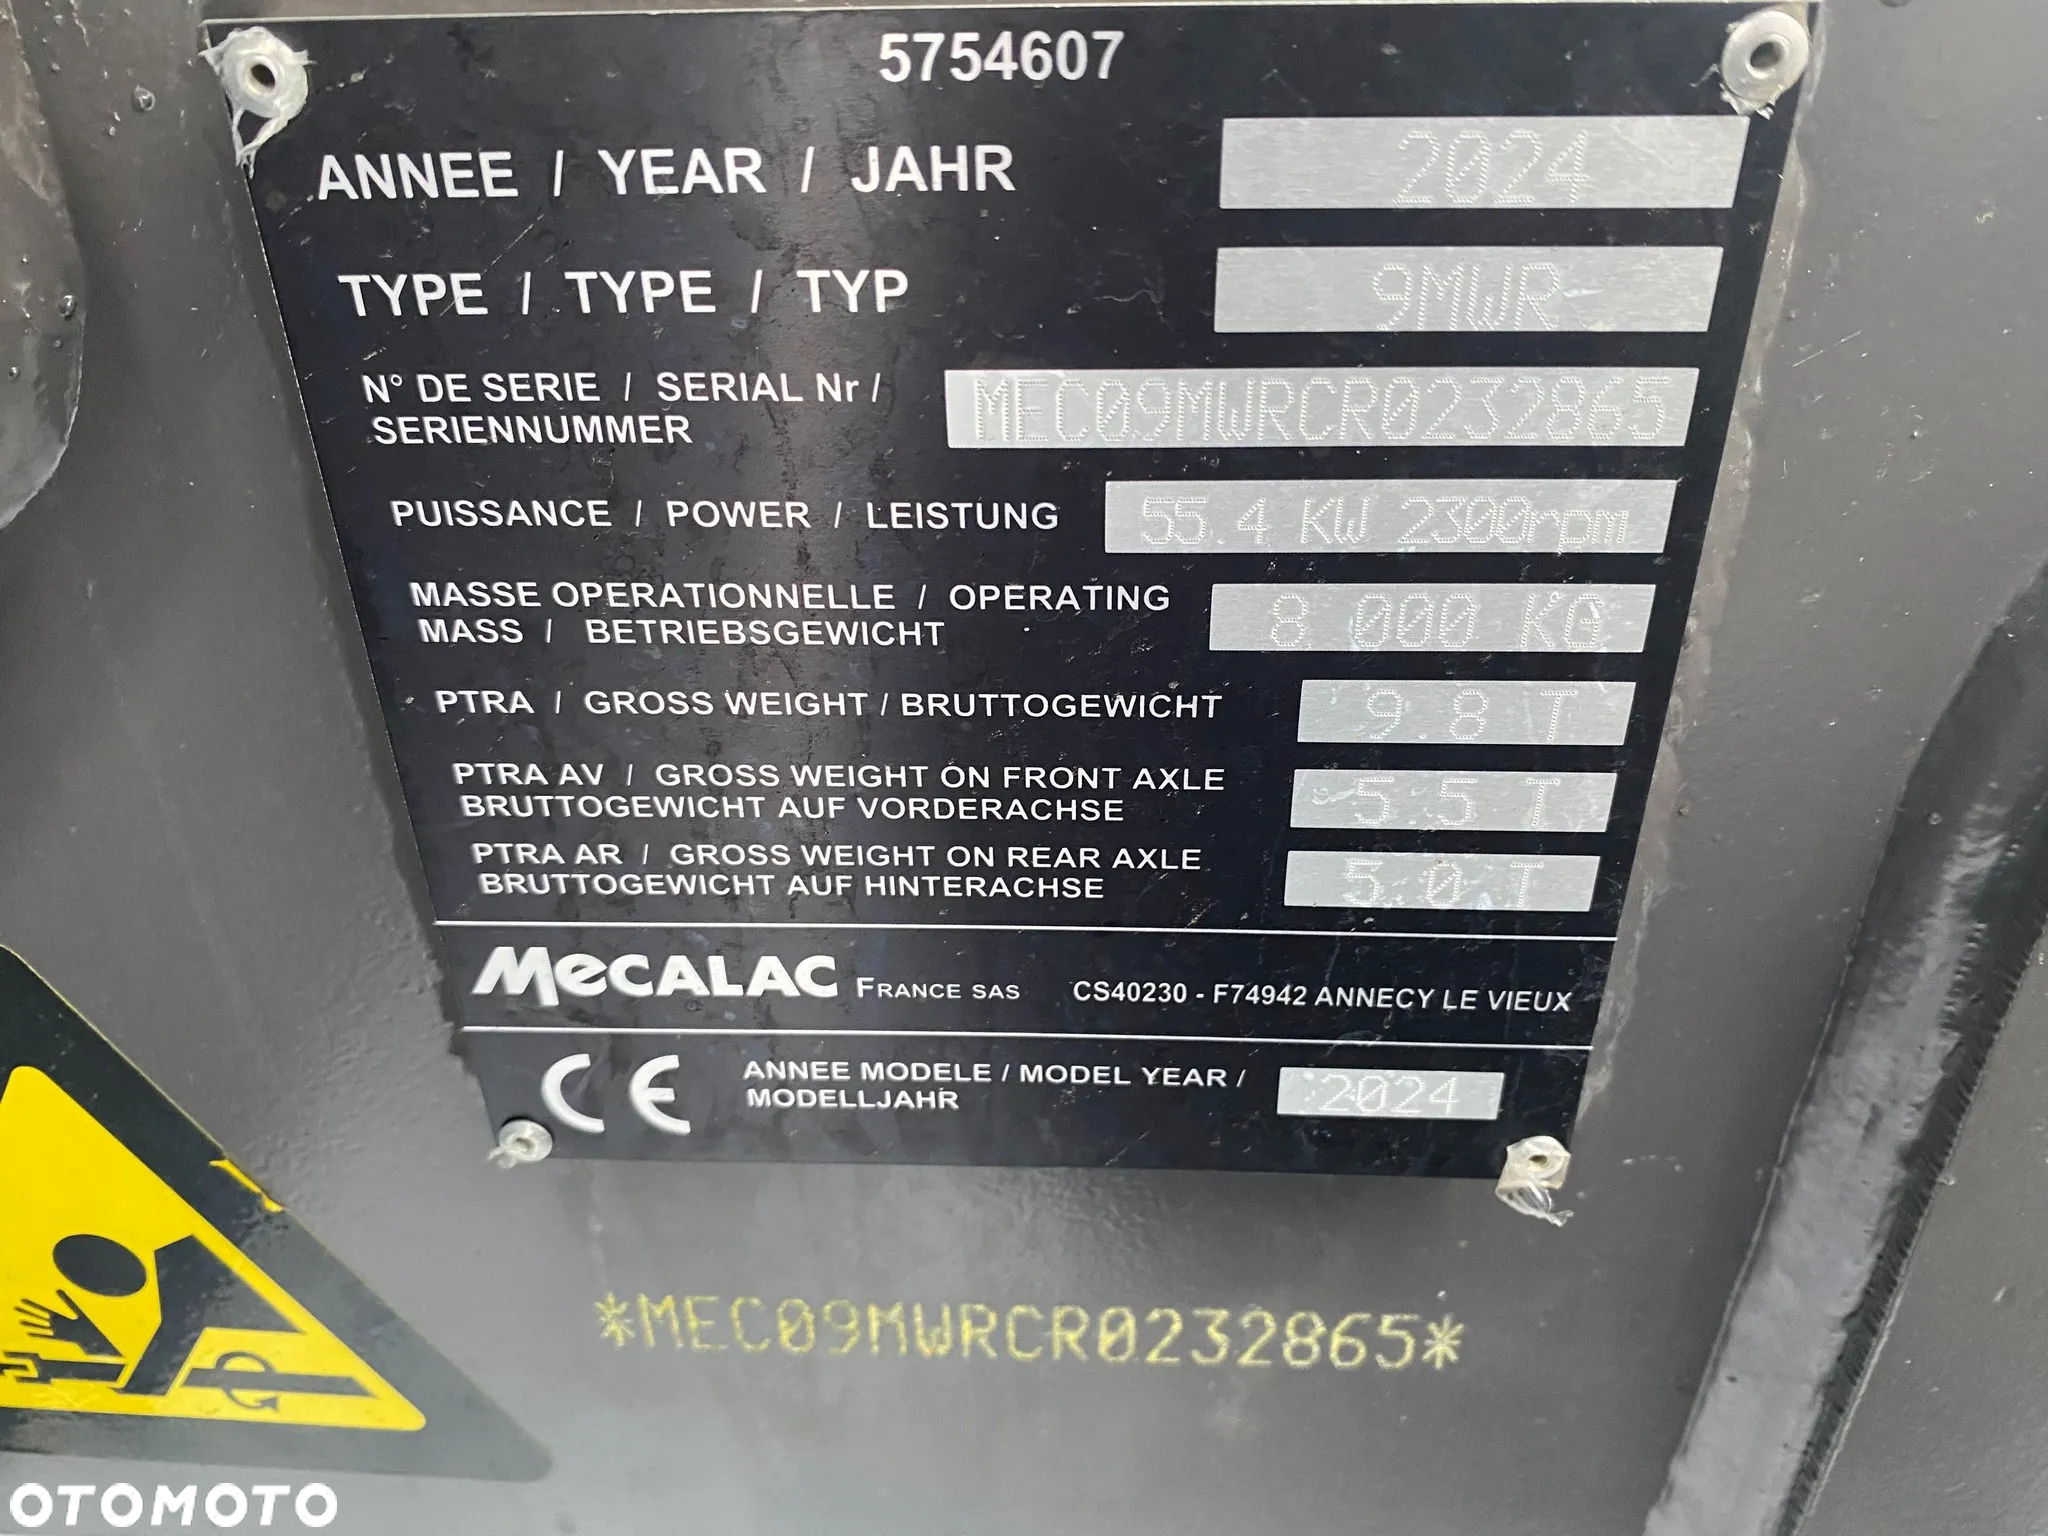 5754607
ANNEE / YEAR / JAHR 2024
TYPE / TYPE / TYP 9MWR
N° DE SERIE / SERIAL Nr / MEC09MWRCR0232865
SERIENNUMMER
PUISSANCE / POWER / LEISTUNG 55.4 KW 2300rpm
MASSE OPERATIONNELLE / OPERATING 8 000 KG
MASS / BETRIEBSGEWICHT
PTRA / GROSS WEIGHT / BRUTTOGEWICHT 9.8 T
PTRA AV / GROSS WEIGHT ON FRONT AXLE 5.5 T
BRUTTOGEWICHT AUF VORDERACHSE
PTRA AR / GROSS WEIGHT ON REAR AXLE 5.0 T
BRUTTOGEWICHT AUF HINTERACHSE
MECALAC FRANCE SAS CS40230 - F74942 ANNECY LE VIEUX
CE ANNEE MODELE / MODEL YEAR / 2024
MODELLJAHR
*MEC09MWRCR0232865*
OTOMOTO